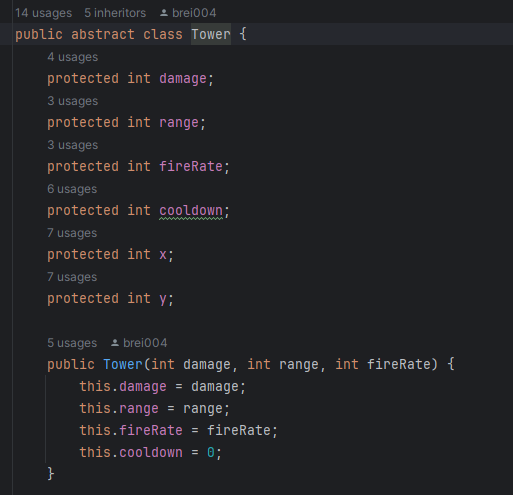 14 usages 5 inheritors brei004
public abstract class Tower {
4 usages
protected int damage;
3 usages
protected int range;
3 usages
protected int fireRate;
6 usages
protected int cooldown;
7 usages
protected int x;
7 usages
protected int y;
5 usages brei004
public Tower(int damage, int range, int fireRate) {
this.damage = damage;
this.range = range;
this.fireRate = fireRate;
this.cooldown = 0;
}